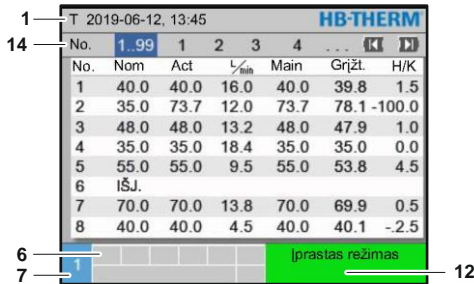 1 T 2019-06-12, 13:45 HB-THERM
14 No. 1..99 1 2 3 4 ...
No. Nom Act L/min Main Grįžt. H/K
1 40.0 40.0 16.0 40.0 39.8 1.5
2 35.0 73.7 12.0 73.7 78.1 -100.0
3 48.0 48.0 13.2 48.0 47.9 1.0
4 35.0 35.0 18.4 35.0 35.0 0.0
5 55.0 55.0 9.5 55.0 53.8 4.5
6 IŠJ.
7 70.0 70.0 13.8 70.0 69.9 0.5
8 40.0 40.0 4.5 40.0 40.1 -.2.5
6 1 Įprastas režimas
7 12